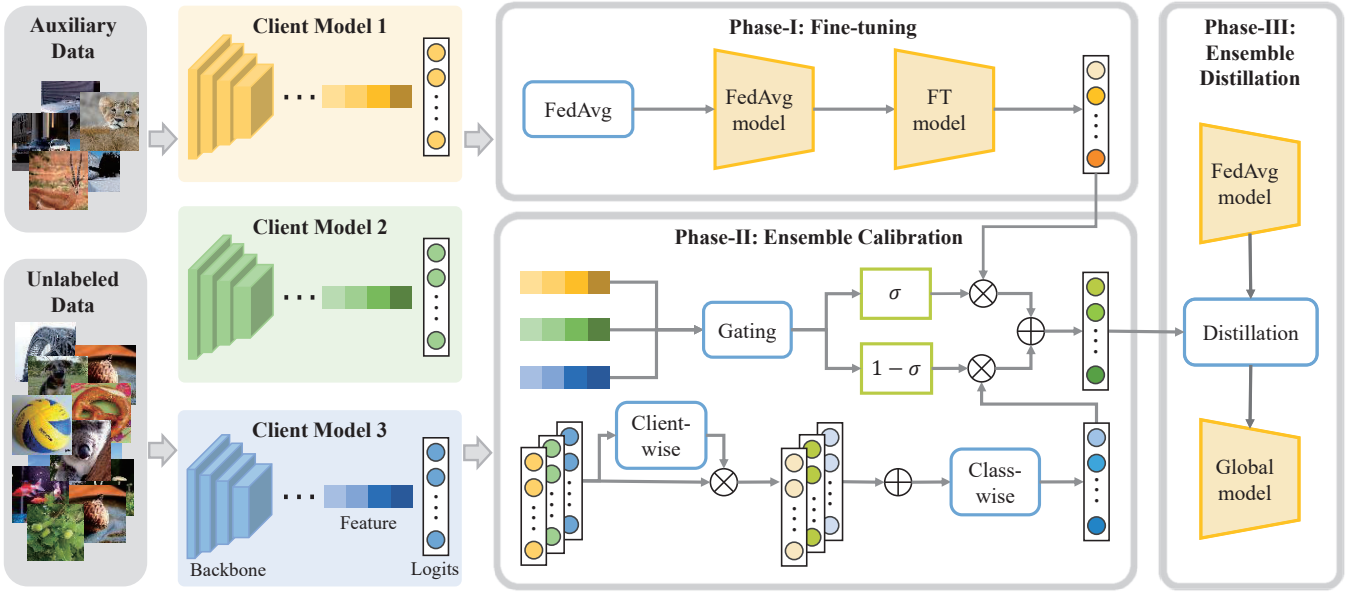 Auxiliary
Data
Unlabeled
Data
Client Model 1
Client Model 2
Client Model 3
Feature
Backbone
Logits
Phase-I: Fine-tuning
FedAvg
FedAvg
model
FT
model
Phase-II: Ensemble Calibration
Gating
σ
1 − σ
Client-
wise
Class-
wise
Phase-III:
Ensemble
Distillation
FedAvg
model
Distillation
Global
model